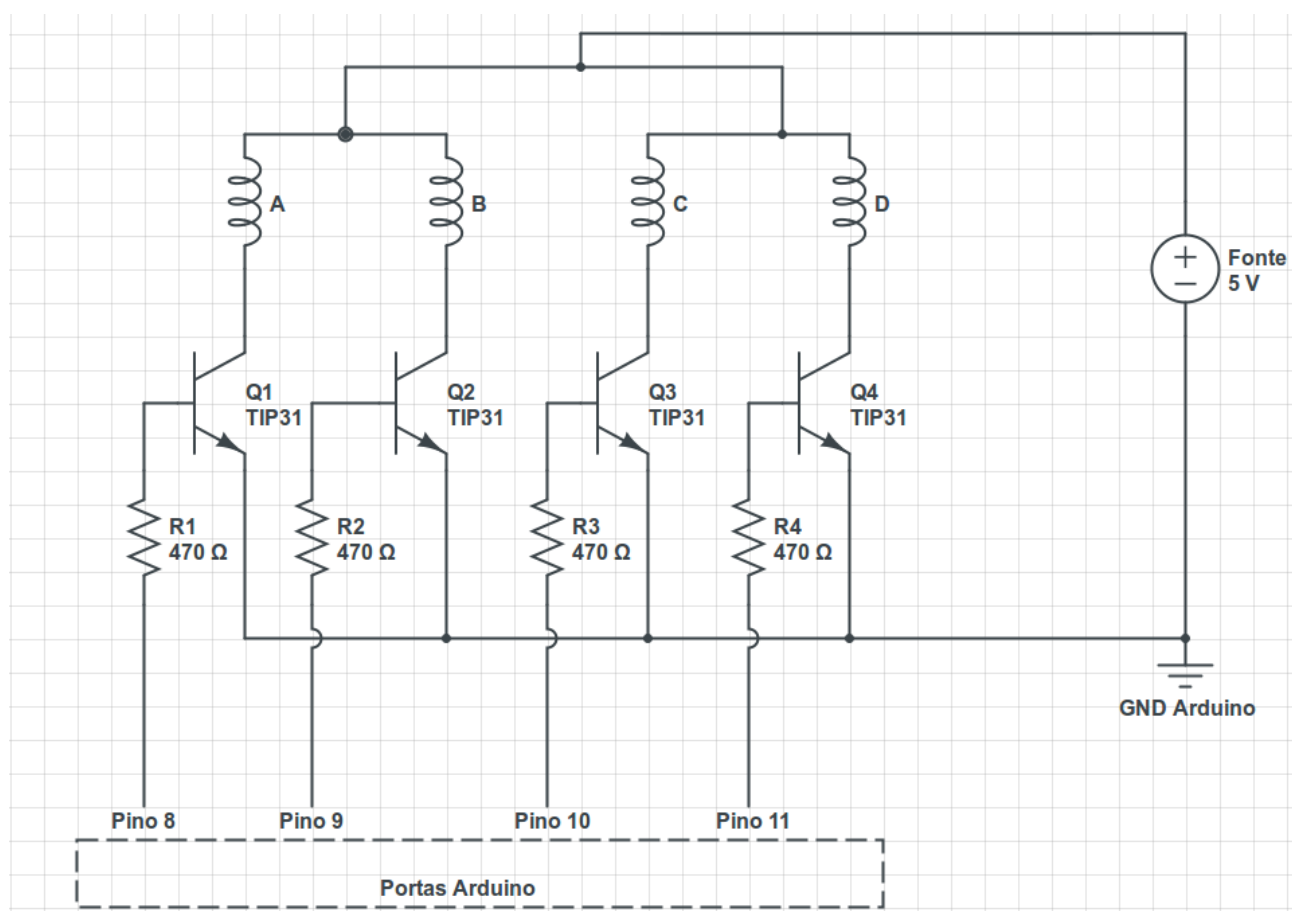 A
B
C
D
+
−
Fonte
5 V
Q1
TIP31
Q2
TIP31
Q3
TIP31
Q4
TIP31
R1
470 Ω
R2
470 Ω
R3
470 Ω
R4
470 Ω
GND Arduino
Pino 8
Pino 9
Pino 10
Pino 11
Portas Arduino